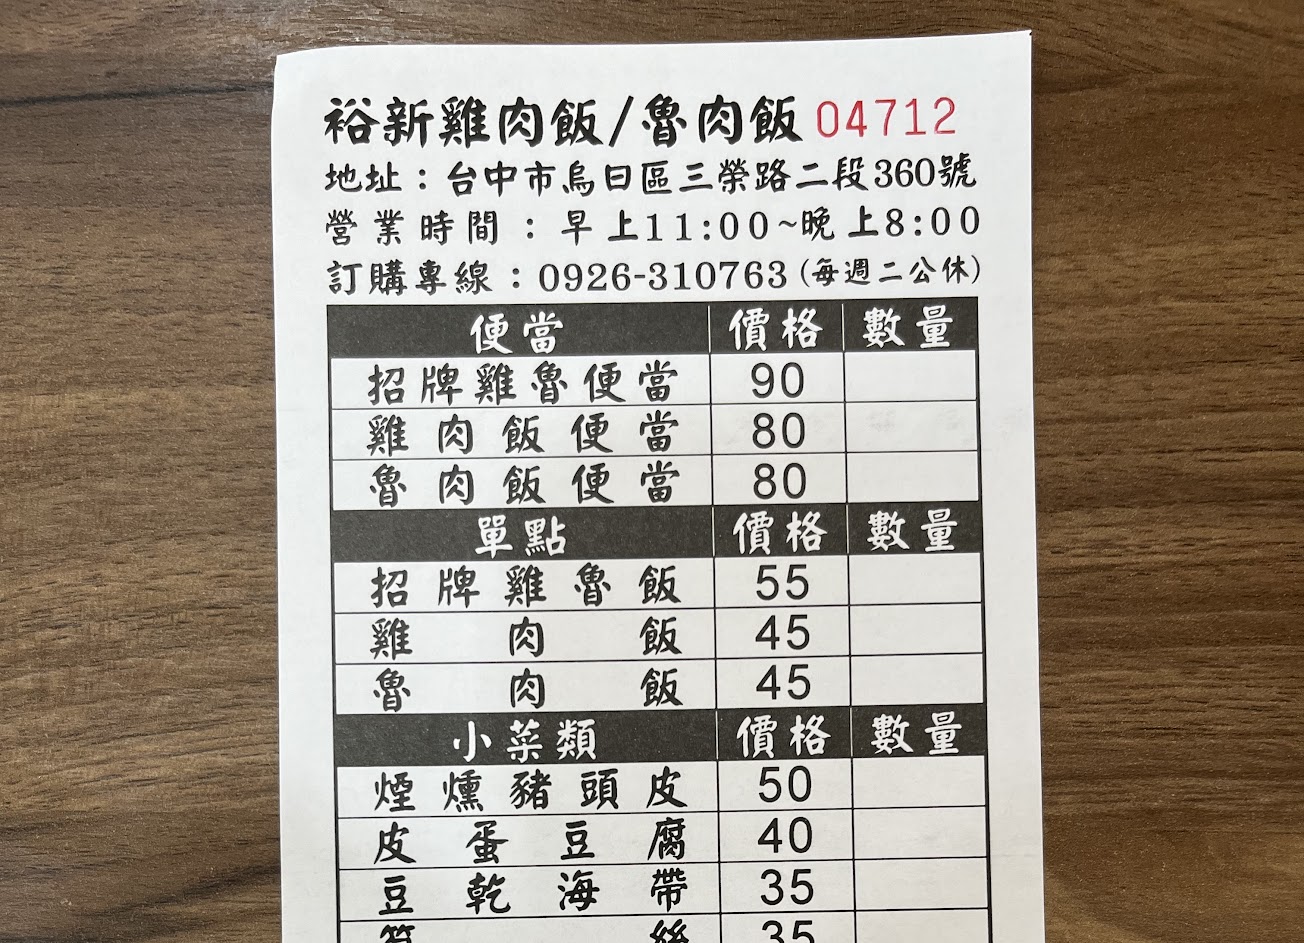 裕新雞肉飯/魯肉飯 04712
地址：台中市烏日區三榮路二段360號
營業時間：早上11:00~晚上8:00
訂購專線：0926-310763(每週二公休)
便當 價格 數量
招牌雞魯便當 90
雞肉飯便當 80
魯肉飯便當 80
單點 價格 數量
招牌雞魯飯 55
雞肉飯 45
魯肉飯 45
小菜類 價格 數量
煙燻豬頭皮 50
皮蛋豆腐 40
豆乾海帶 35
35